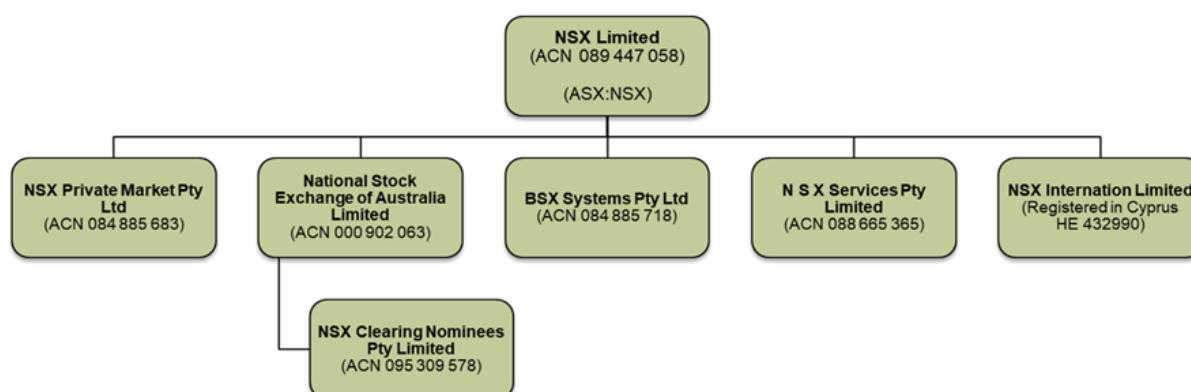 NSX Limited
(ACN 089 447 058)
(ASX:NSX)
NSX Private Market Pty
Ltd
(ACN 084 885 683)
National Stock
Exchange of Australia
Limited
(ACN 000 902 063)
BSX Systems Pty Ltd
(ACN 084 885 718)
N S X Services Pty
Limited
(ACN 088 665 365)
NSX Internation Limited
(Registered in Cyprus
HE 432990)
NSX Clearing Nominees
Pty Limited
(ACN 095 309 578)